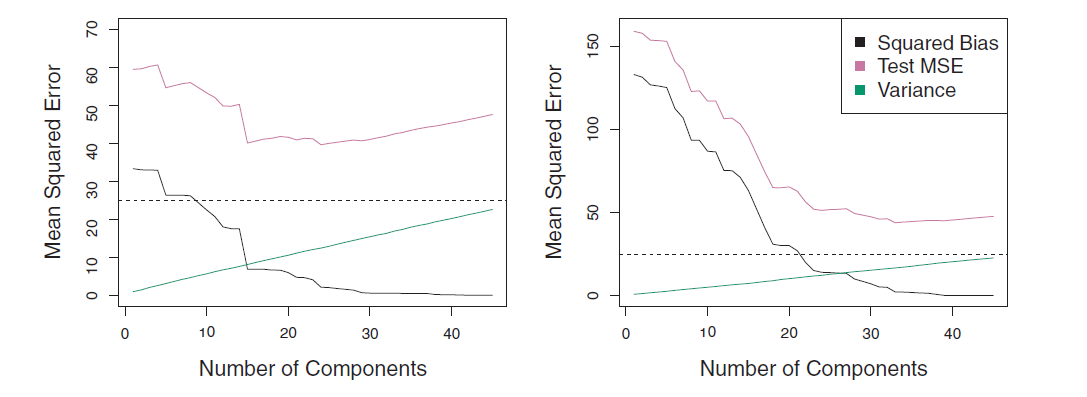 Mean Squared Error
70
60
50
40
30
20
10
0
0 10 20 30 40
Number of Components
Mean Squared Error
150
100
50
0
0 10 20 30 40
Number of Components
Squared Bias
Test MSE
Variance